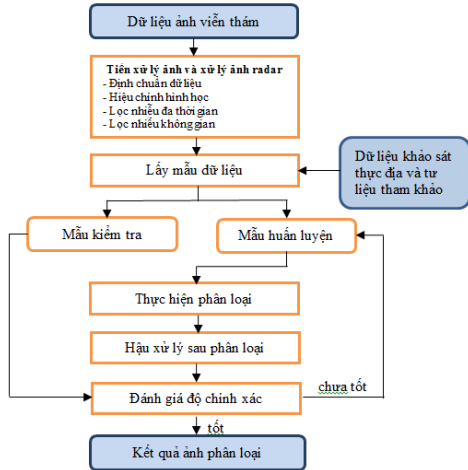 Dữ liệu ảnh viễn thám
Tiền xử lý ảnh và xử lý ảnh radar
- Định chuẩn dữ liệu
- Hiệu chỉnh hình học
- Lọc nhiễu đa thời gian
- Lọc nhiễu không gian
Lấy mẫu dữ liệu
Dữ liệu khảo sát
thực địa và tư
liệu tham khảo
Mẫu kiểm tra
Mẫu huấn luyện
Thực hiện phân loại
Hậu xử lý sau phân loại
Đánh giá độ chính xác
chưa tốt
tốt
Kết quả ảnh phân loại